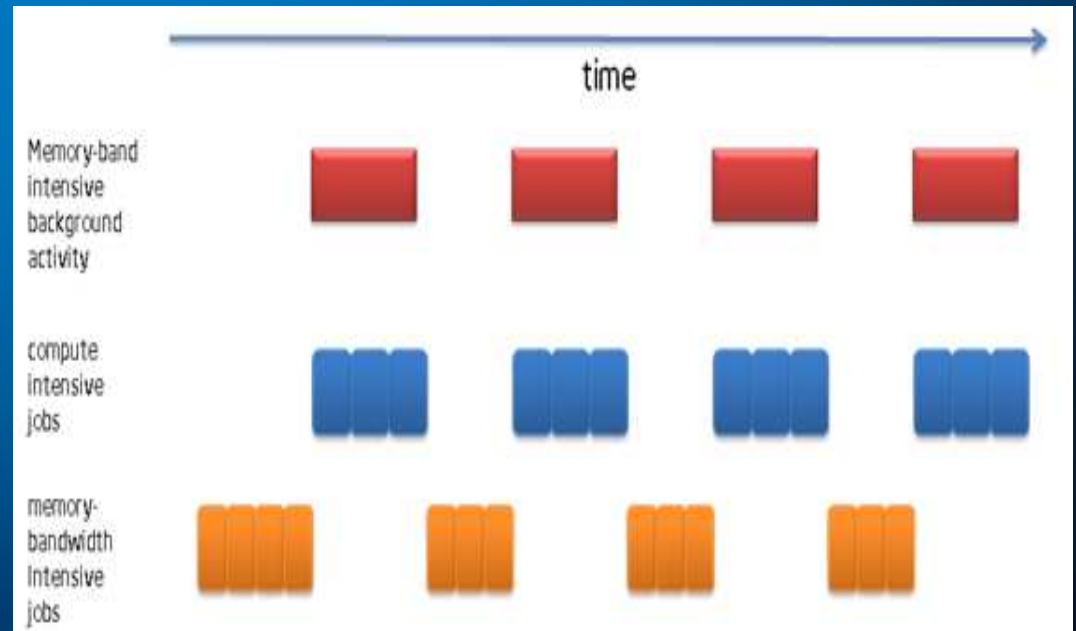 time
Memory-band
intensive
background
activity
compute
intensive
jobs
memory-
bandwidth
Intensive
jobs